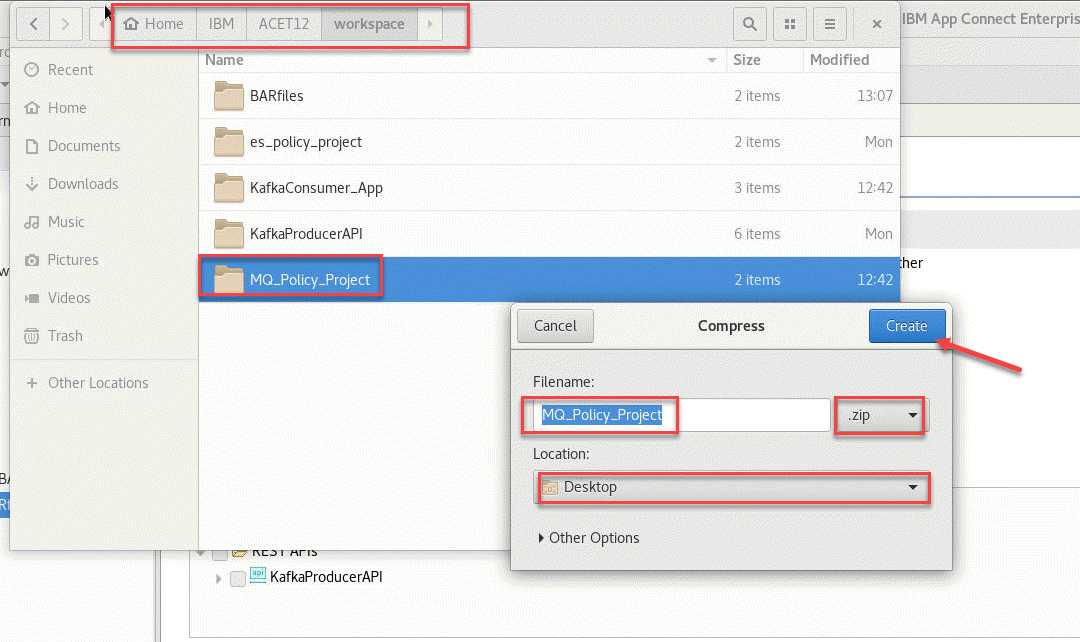 Home IBM ACET12 workspace
IBM App Connect Enterpris
Recent
Home
Documents
Downloads
Music
Pictures
Videos
Trash
Other Locations
Name Size Modified
BARfiles 2 items 13:07
es_policy_project 2 items Mon
KafkaConsumer_App 3 items 12:42
KafkaProducerAPI 6 items Mon
MQ_Policy_Project 2 items 12:42
ther
Cancel Compress Create
Filename:
MQ_Policy_Project .zip
Location:
Desktop
Other Options
REST APIs
api KafkaProducerAPI